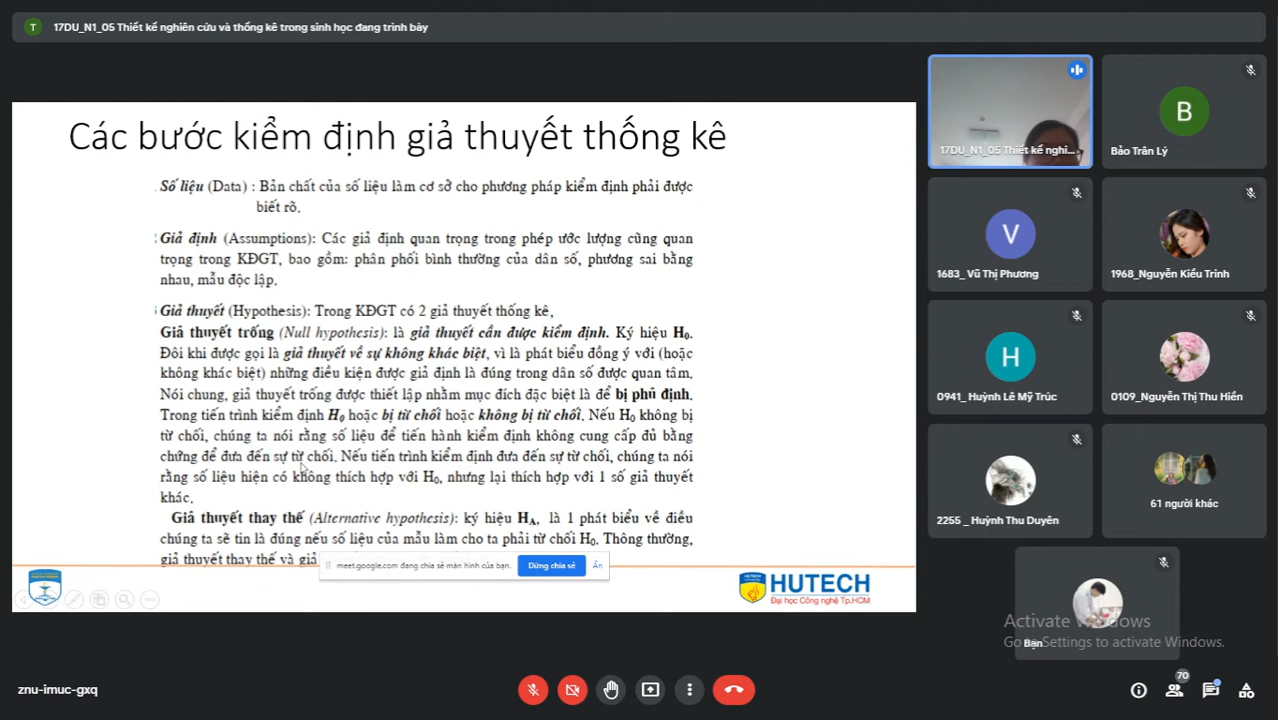 T 17DU_N1_05 Thiết kế nghiên cứu và thống kê trong sinh học đang trình bày
Các bước kiểm định giả thuyết thống kê
Số liệu (Data) : Bản chất của số liệu làm cơ sở cho phương pháp kiểm định phải được
biết rõ.
Giả định (Assumptions): Các giả định quan trọng trong phép ước lượng cũng quan
trọng trong KĐGT, bao gồm: phân phối bình thường của dân số, phương sai bằng
nhau, mẫu độc lập.
Giả thuyết (Hypothesis): Trong KĐGT có 2 giả thuyết thống kê.
Giả thuyết trống (Null hypothesis): là giả thuyết cần được kiểm định. Ký hiệu H0.
Đôi khi được gọi là giả thuyết về sự không khác biệt, vì là phát biểu đồng ý với (hoặc
không khác biệt) những điều kiện được giả định là đúng trong dân số được quan tâm.
Nói chung, giả thuyết trống được thiết lập nhằm mục đích đặc biệt là để bị phủ định.
Trong tiến trình kiểm định H0 hoặc bị từ chối hoặc không bị từ chối. Nếu H0 không bị
từ chối, chúng ta nói rằng số liệu để tiến hành kiểm định không cung cấp đủ bằng
chứng để đưa đến sự từ chối. Nếu tiến trình kiểm định đưa đến sự từ chối, chúng ta nói
rằng số liệu hiện có không thích hợp với H0, nhưng lại thích hợp với 1 số giả thuyết
khác.
Giả thuyết thay thế (Alternative hypothesis): ký hiệu HA, là 1 phát biểu về điều
chúng ta sẽ tin là đúng nếu số liệu của mẫu làm cho ta phải từ chối H0. Thông thường,
giả thuyết thay thế và giả
meet.google.com đang chia sẻ màn hình của bạn. Dừng chia sẻ Ẩn
HUTECH
Đại học Công nghệ Tp.HCM
17DU_N1_05 Thiết kế nghi...
B
Bảo Trân Lý
V
1683_ Vũ Thị Phương
1968_Nguyễn Kiều Trinh
H
0941_ Huỳnh Lê Mỹ Trúc
0109_Nguyễn Thị Thu Hiền
2255 _ Huỳnh Thu Duyên
61 người khác
Bạn
Activate Windows
Go to Settings to activate Windows.
znu-imuc-gxq
70